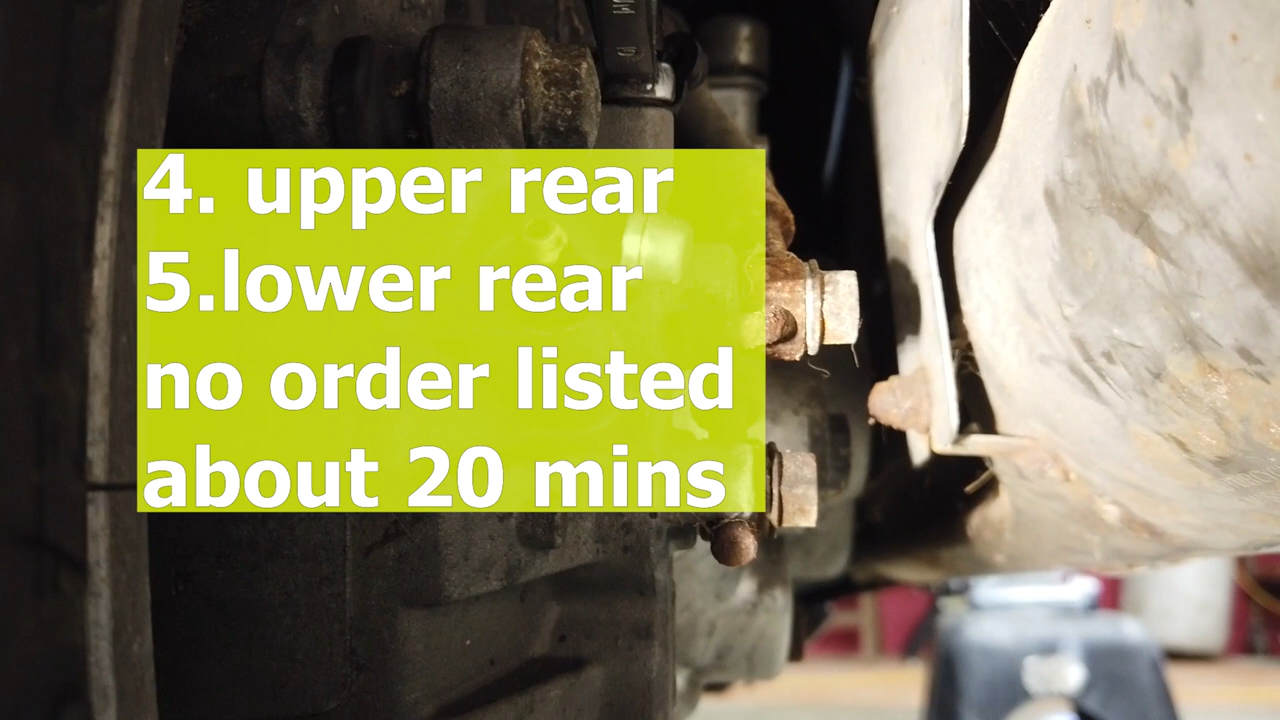 4. upper rear
5.lower rear
no order listed
about 20 mins